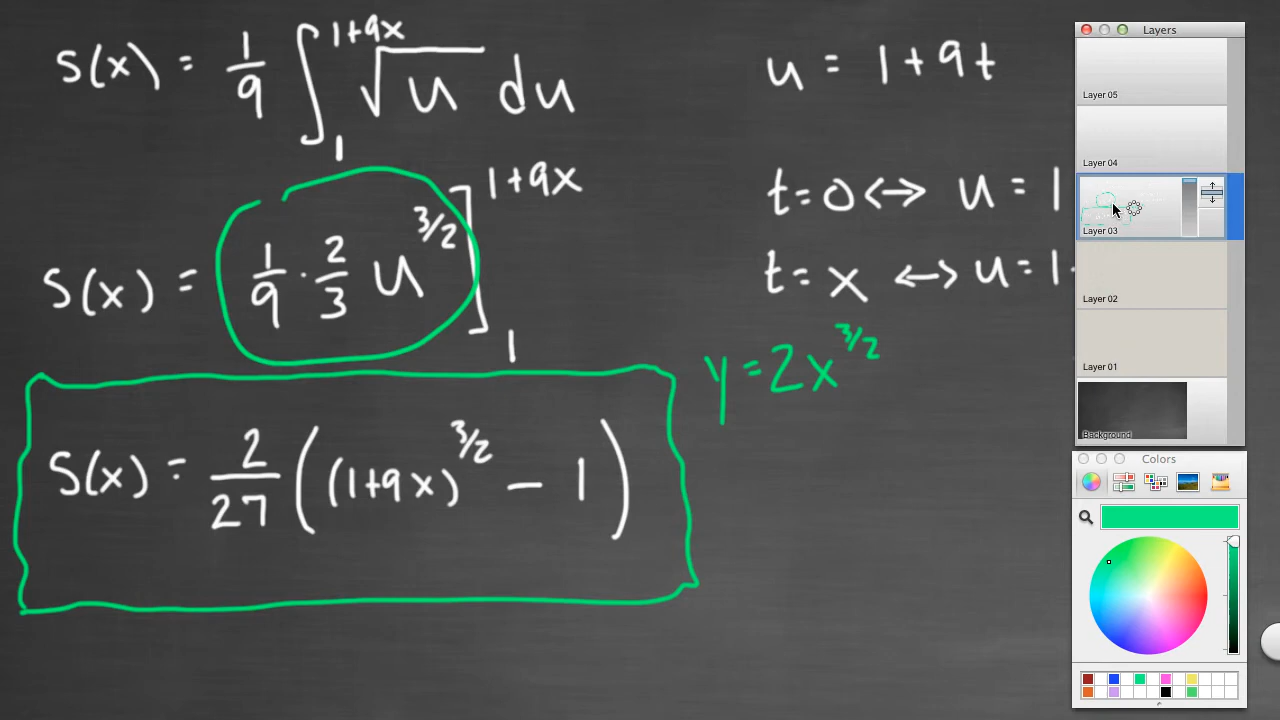 S(x) = 1/9 ∫₁^{1+9x} √u du
S(x) = 1/9 · 2/3 u^{3/2} ]₁^{1+9x}
S(x) = 2/27 ((1+9x)^{3/2} − 1)
u = 1+9t
t=0 ↔ u = 1
t=x ↔ u=1
y=2x^{3/2}
Layers
Layer 05
Layer 04
Layer 03
Layer 02
Layer 01
Background
Colors